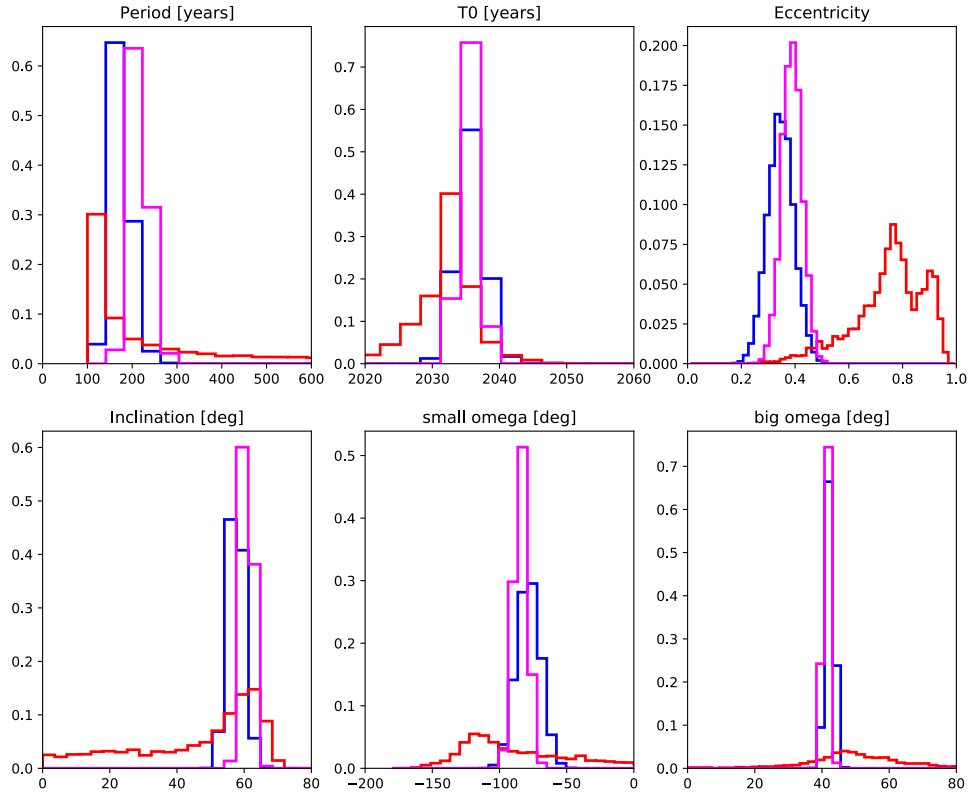 Period [years] T0 [years] Eccentricity
0.6 0.5 0.4 0.3 0.2 0.1 0.0
0 100 200 300 400 500 600
0.7 0.6 0.5 0.4 0.3 0.2 0.1 0.0
2020 2030 2040 2050 2060
0.200 0.175 0.150 0.125 0.100 0.075 0.050 0.025 0.000
0.0 0.2 0.4 0.6 0.8 1.0
Inclination [deg] small omega [deg] big omega [deg]
0.6 0.5 0.4 0.3 0.2 0.1 0.0
0 20 40 60 80
0.5 0.4 0.3 0.2 0.1 0.0
−200 −150 −100 −50 0
0.7 0.6 0.5 0.4 0.3 0.2 0.1 0.0
0 20 40 60 80